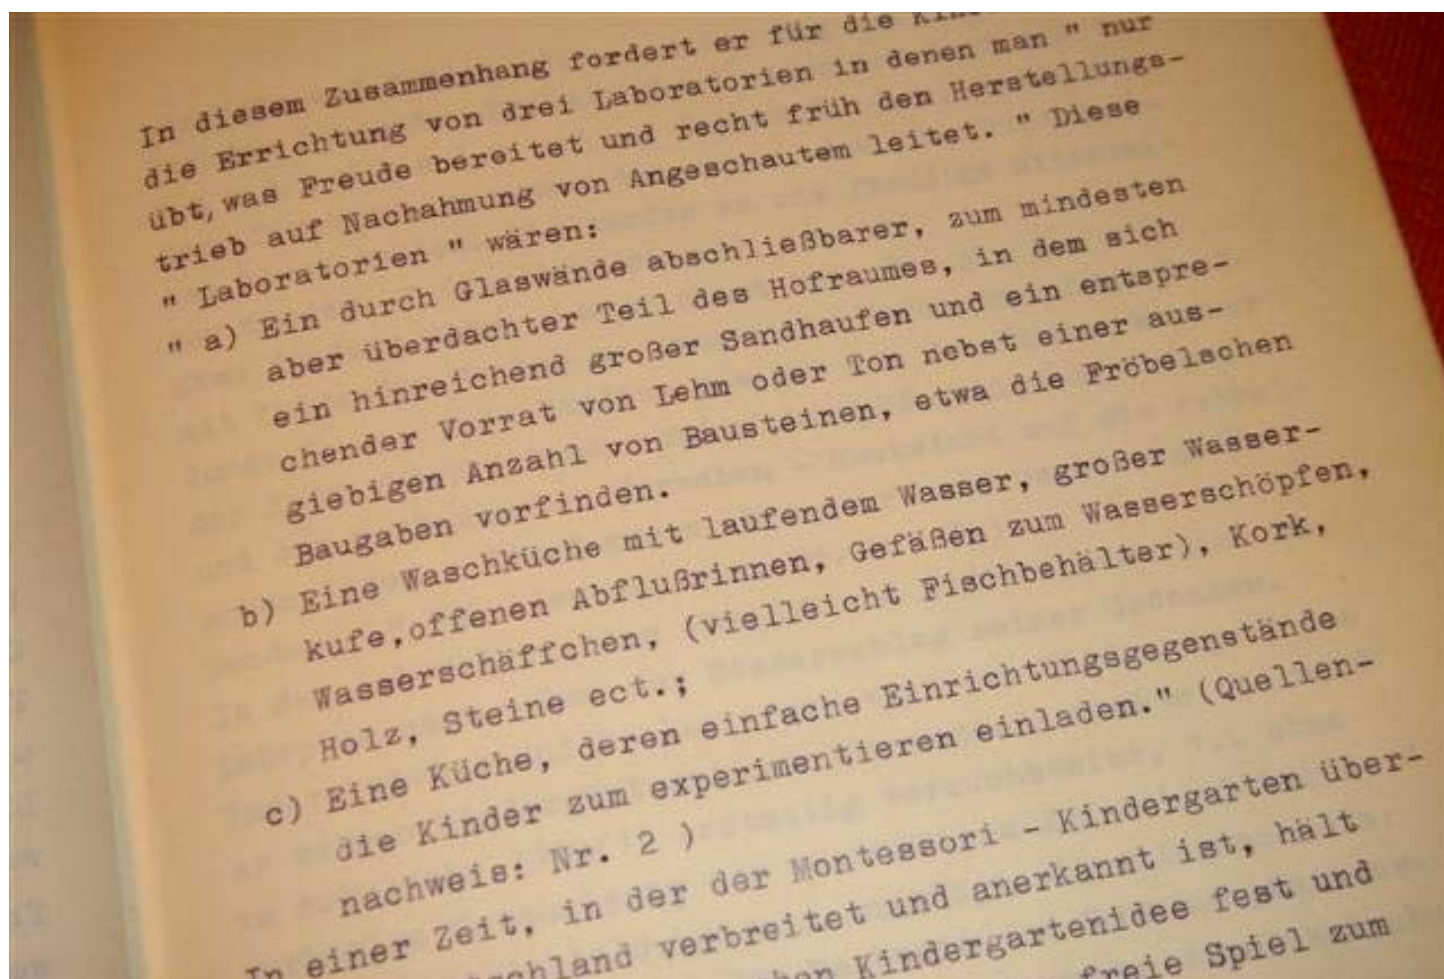 In diesem Zusammenhang fordert er für die
die Errichtung von drei Laboratorien in denen man " nur
übt, was Freude bereitet und recht früh den Herstellungs-
trieb auf Nachahmung von Angeschautem leitet. " Diese
" Laboratorien " wären:
" a) Ein durch Glaswände abschließbarer, zum mindesten
aber überdachter Teil des Hofraumes, in dem sich
ein hinreichend großer Sandhaufen und ein entspre-
chender Vorrat von Lehm oder Ton nebst einer aus-
giebigen Anzahl von Bausteinen, etwa die Fröbelschen
Baugaben vorfinden.
b) Eine Waschküche mit laufendem Wasser, großer Wasser-
kufe,offenen Abflußrinnen, Gefäßen zum Wasserschöpfen,
Wasserschäffchen, (vielleicht Fischbehälter), Kork,
Holz, Steine ect.;
c) Eine Küche, deren einfache Einrichtungsgegenstände
die Kinder zum experimentieren einladen." (Quellen-
nachweis: Nr. 2 )
In einer Zeit, in der der Montessori - Kindergarten über-
verbreitet und anerkannt ist, hält
Kindergartenidee fest und
freie Spiel zum